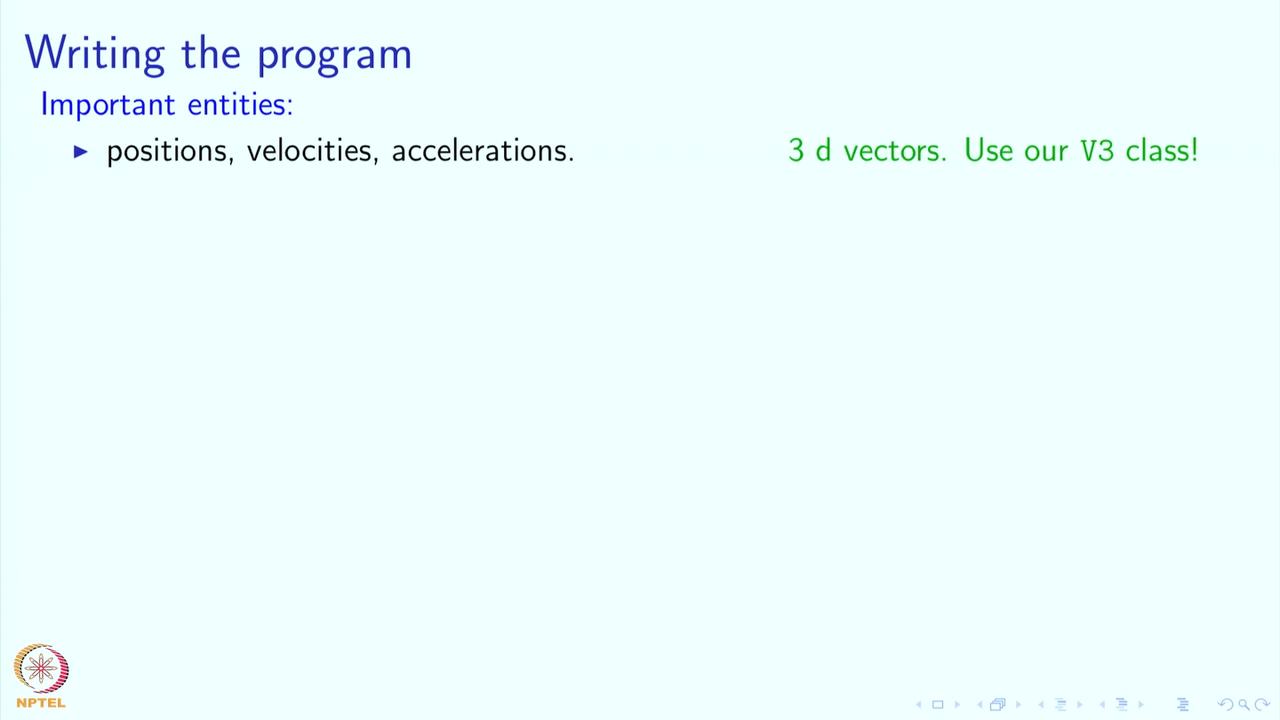 Writing the program
Important entities:
▶ positions, velocities, accelerations. 3 d vectors. Use our V3 class!
NPTEL